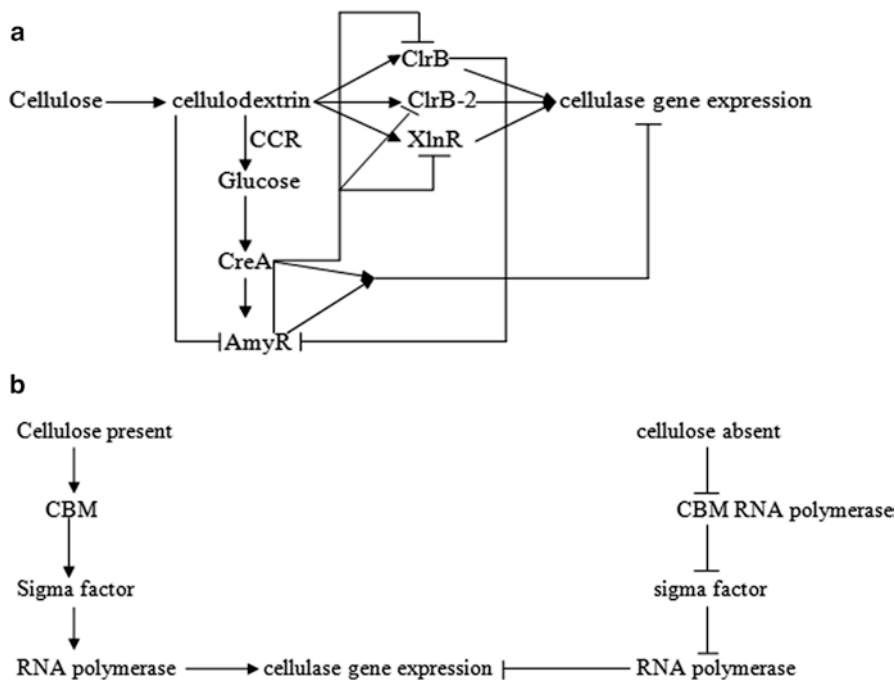 a
ClrB
Cellulose cellulodextrin ClrB-2 cellulase gene expression
CCR XlnR
Glucose
CreA
AmyR
b
Cellulose present cellulose absent
CBM CBM RNA polymerase
Sigma factor sigma factor
RNA polymerase cellulase gene expression RNA polymerase